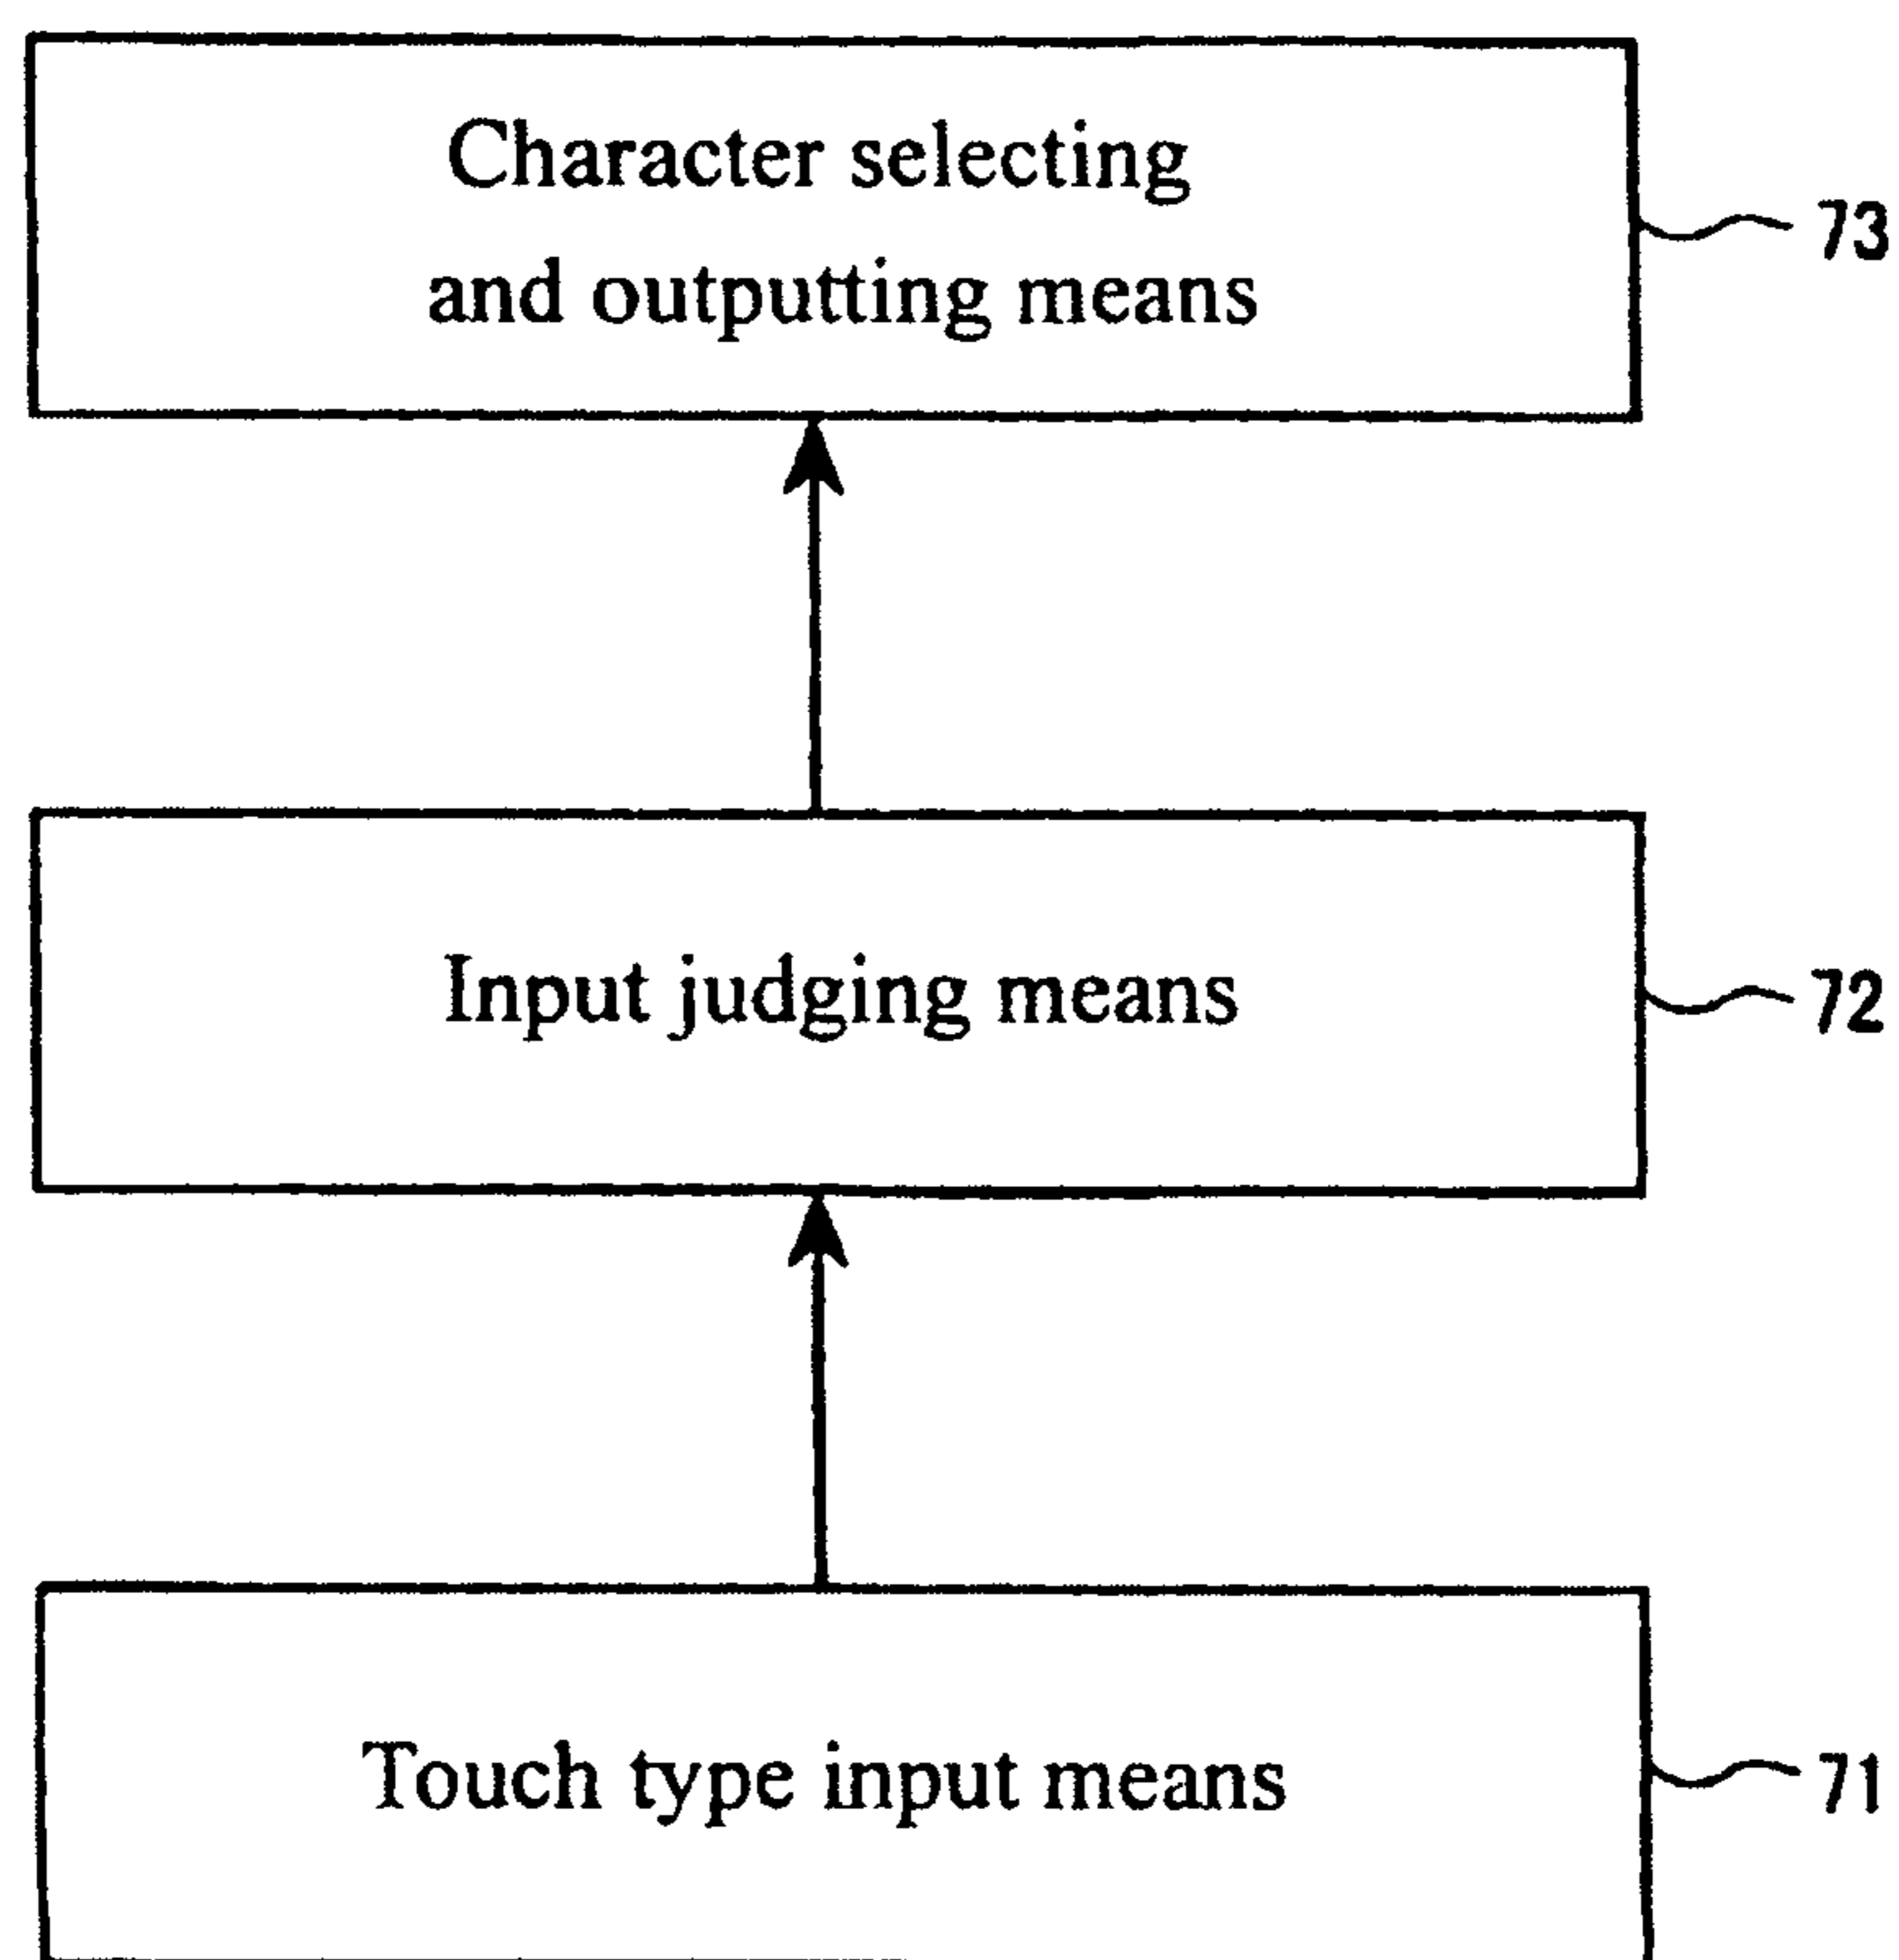 Character selecting
and outputting means
73
Input judging means
72
Touch type input means
71